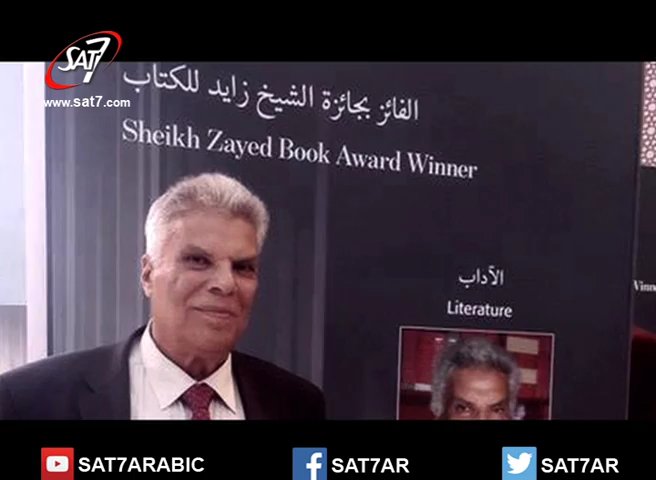 SAT7
www.sat7.com
الفائز بجائزة الشيخ زايد للكتاب
Sheikh Zayed Book Award Winner
الآداب
Literature
SAT7ARABIC
SAT7AR
SAT7AR